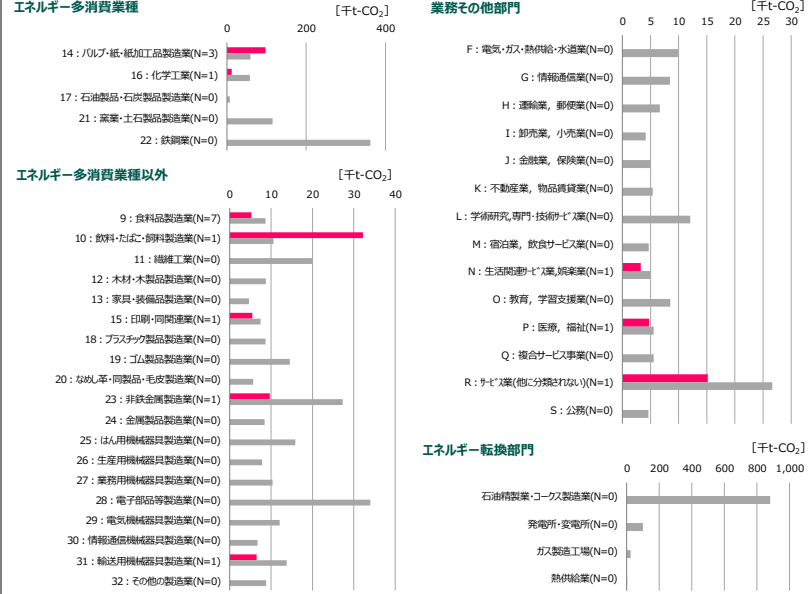 エネルギー多消費業種
[千t-CO₂]
0 200 400
14：パルプ・紙・紙加工品製造業(N=3)
16：化学工業(N=1)
17：石油製品・石炭製品製造業(N=0)
21：窯業・土石製品製造業(N=0)
22：鉄鋼業(N=0)
エネルギー多消費業種以外
[千t-CO₂]
0 10 20 30 40
9：食料品製造業(N=7)
10：飲料・たばこ・飼料製造業(N=1)
11：繊維工業(N=0)
12：木材・木製品製造業(N=0)
13：家具・装備品製造業(N=0)
15：印刷・同関連業(N=1)
18：プラスチック製品製造業(N=0)
19：ゴム製品製造業(N=0)
20：なめし革・同製品・毛皮製造業(N=0)
23：非鉄金属製造業(N=1)
24：金属製品製造業(N=0)
25：はん用機械器具製造業(N=0)
26：生産用機械器具製造業(N=0)
27：業務用機械器具製造業(N=0)
28：電子部品等製造業(N=0)
29：電気機械器具製造業(N=0)
30：情報通信機械器具製造業(N=0)
31：輸送用機械器具製造業(N=1)
32：その他の製造業(N=0)
業務その他部門
[千t-CO₂]
0 5 10 15 20 25 30
F：電気・ガス・熱供給・水道業(N=0)
G：情報通信業(N=0)
H：運輸業，郵便業(N=0)
I：卸売業，小売業(N=0)
J：金融業，保険業(N=0)
K：不動産業，物品賃貸業(N=0)
L：学術研究,専門・技術サービス業(N=0)
M：宿泊業，飲食サービス業(N=0)
N：生活関連サービス業,娯楽業(N=1)
O：教育，学習支援業(N=0)
P：医療，福祉(N=1)
Q：複合サービス事業(N=0)
R：サービス業(他に分類されない)(N=1)
S：公務(N=0)
エネルギー転換部門
[千t-CO₂]
0 200 400 600 800 1,000
石油精製業・コークス製造業(N=0)
発電所・変電所(N=0)
ガス製造工場(N=0)
熱供給業(N=0)